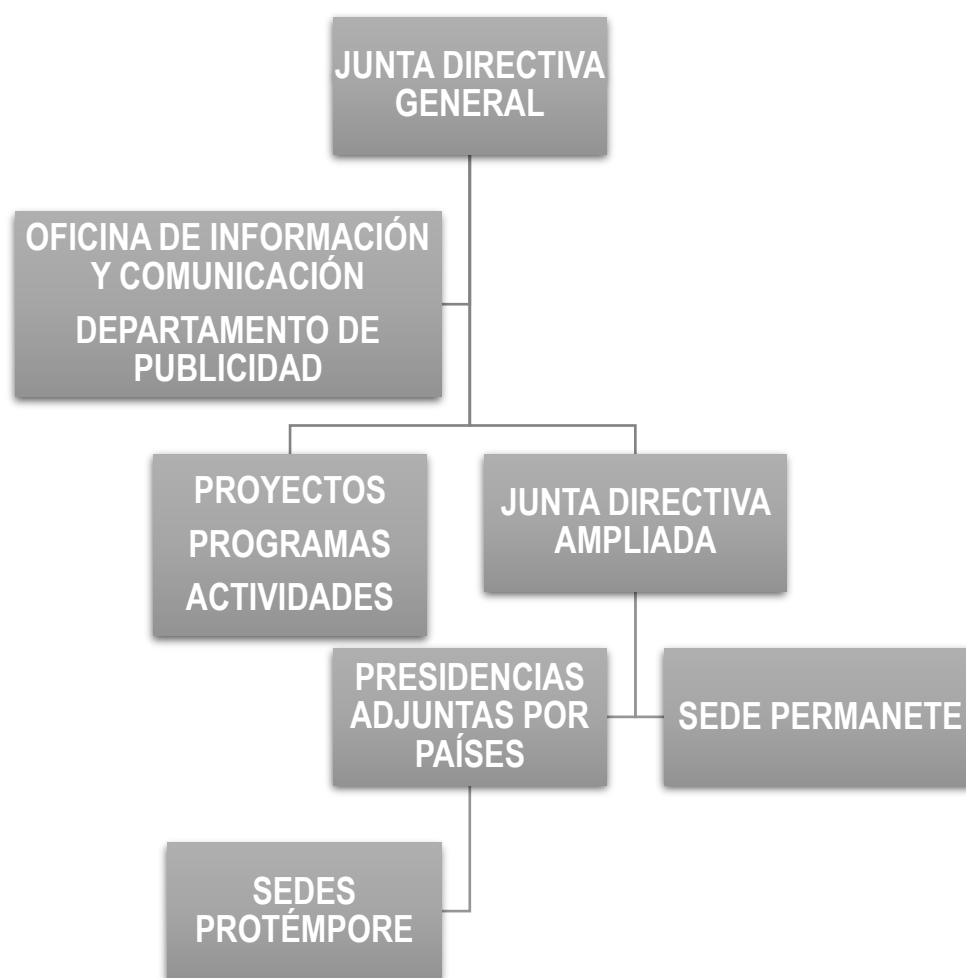 JUNTA DIRECTIVA
GENERAL
OFICINA DE INFORMACIÓN
Y COMUNICACIÓN
DEPARTAMENTO DE
PUBLICIDAD
PROYECTOS
PROGRAMAS
ACTIVIDADES
JUNTA DIRECTIVA
AMPLIADA
PRESIDENCIAS
ADJUNTAS POR
PAÍSES
SEDE PERMANETE
SEDES
PROTÉMPORE